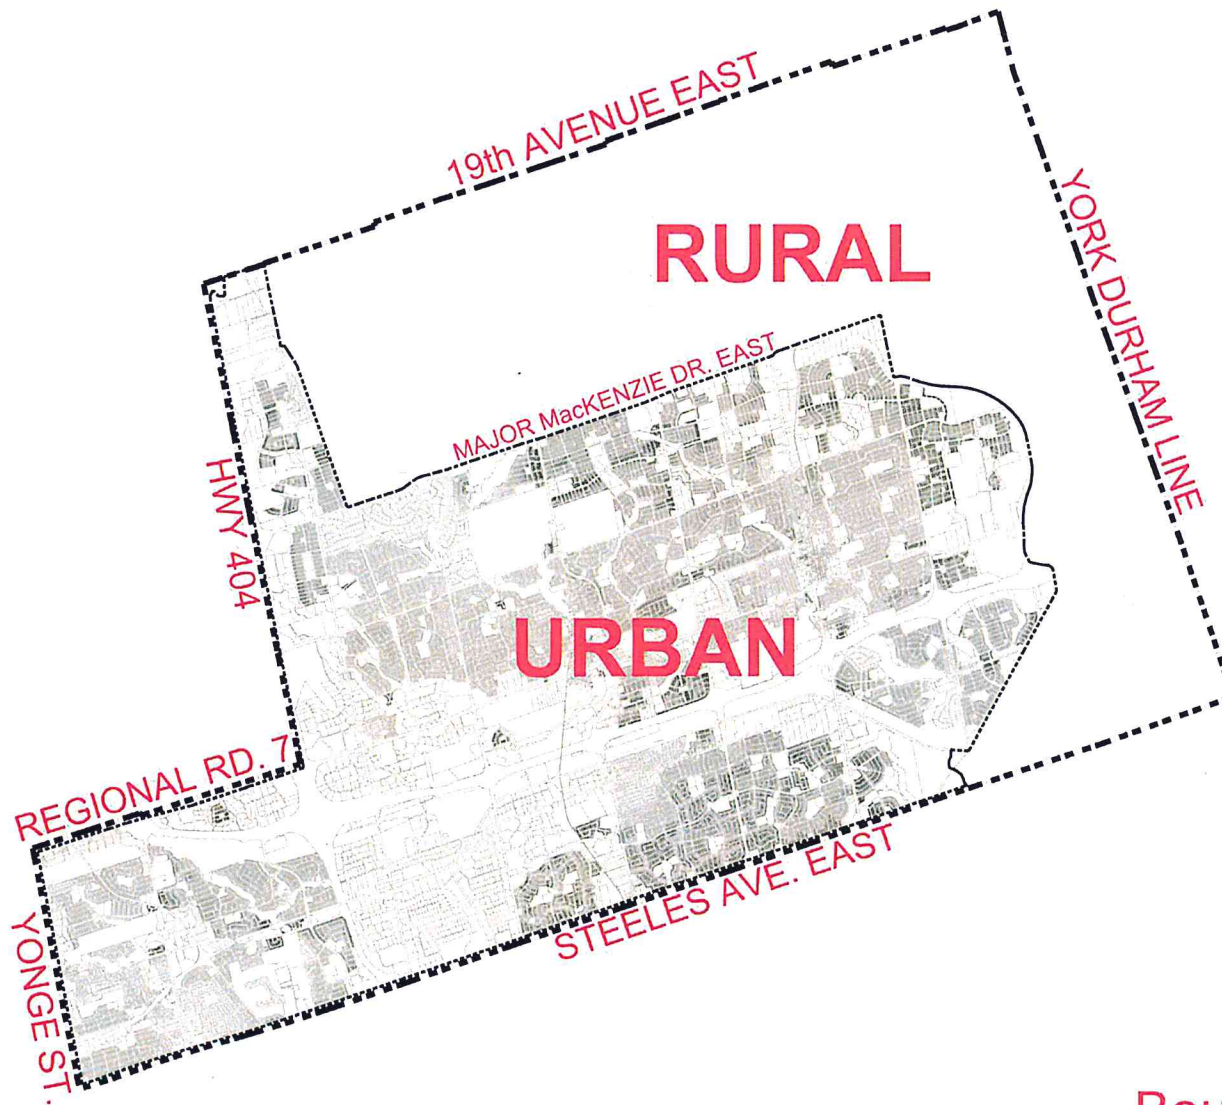 19th AVENUE EAST
RURAL
YORK DURHAM LINE
MAJOR MacKENZIE DR. EAST
HWY 404
URBAN
REGIONAL RD. 7
STEELES AVE. EAST
YONGE ST.